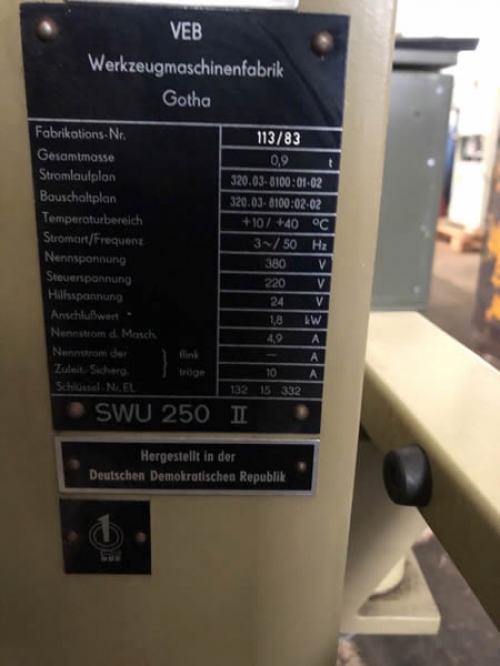 VEB
Werkzeugmaschinenfabrik
Gotha
Fabrikations-Nr. 113/83
Gesamtmasse 0,9 t
Stromlaufplan 320.03-8100:01-02
Bauschaltplan 320.03-8100:02-02
Temperaturbereich +10/+40 °C
Stromart/Frequenz 3~/50 Hz
Nennspannung 380 V
Steuerspannung 220 V
Hilfsspannung 24 V
Anschlußwert 1,8 kW
Nennstrom d. Masch. 4,9 A
Nennstrom der } flink — A
Zuleit.-Sicherg. } träge 10 A
Schlüssel-Nr. EL 132 15 332
SWU 250 II
Hergestellt in der
Deutschen Demokratischen Republik
1